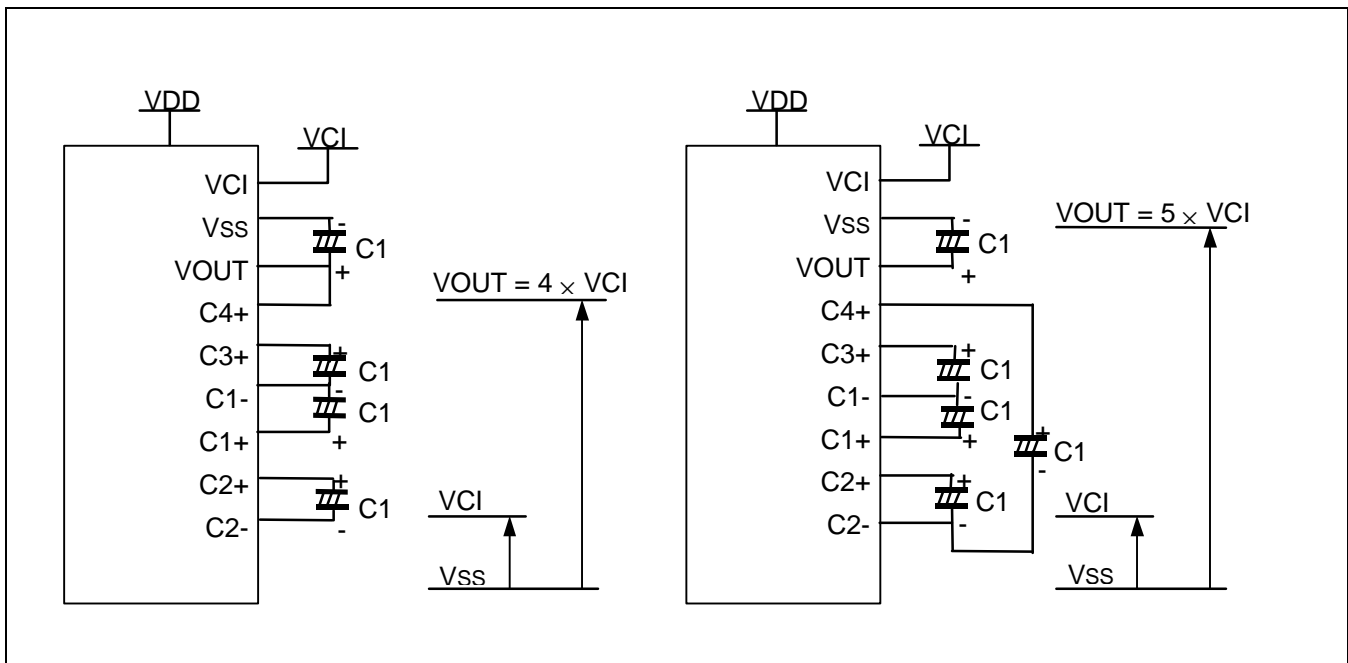 VDD
VCI
VCI
Vss
-
C1
VOUT
+
C4+
C3+
+
C1
C1-
-
C1
C1+
+
C2+
+
C1
C2-
-
VOUT = 4 × VCI
VCI
Vss
VDD
VCI
VCI
Vss
-
C1
VOUT
+
C4+
C3+
+
C1
C1-
-
C1
C1+
+
C2+
+
C1
C2-
-
+
C1
-
VOUT = 5 × VCI
VCI
Vss